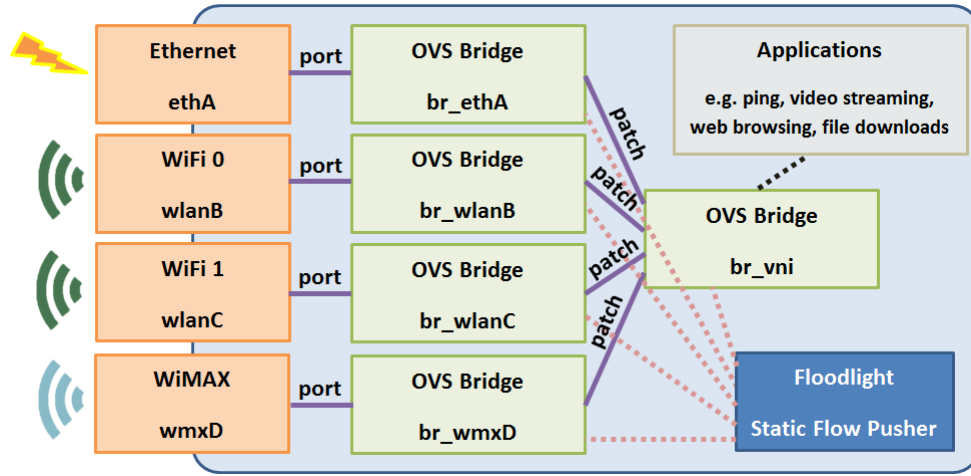 Ethernet
ethA
port
OVS Bridge
br_ethA
Applications
e.g. ping, video streaming,
web browsing, file downloads
patch
WiFi 0
wlanB
port
OVS Bridge
br_wlanB
patch
OVS Bridge
br_vni
WiFi 1
wlanC
port
OVS Bridge
br_wlanC
patch
WiMAX
wmxD
port
OVS Bridge
br_wmxD
patch
Floodlight
Static Flow Pusher